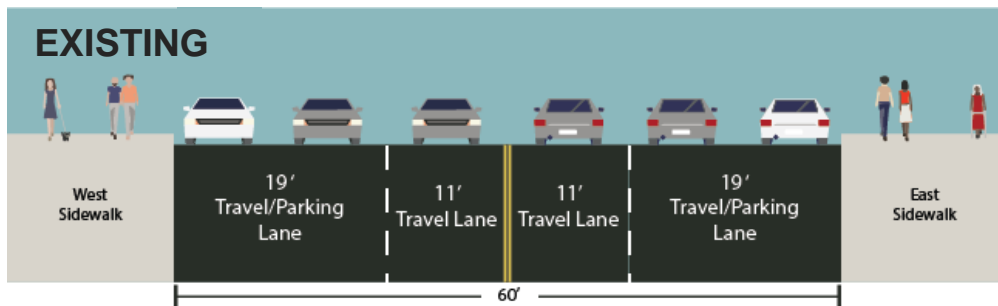 EXISTING
West
Sidewalk
19'
Travel/Parking
Lane
11'
Travel Lane
11'
Travel Lane
19'
Travel/Parking
Lane
East
Sidewalk
60'